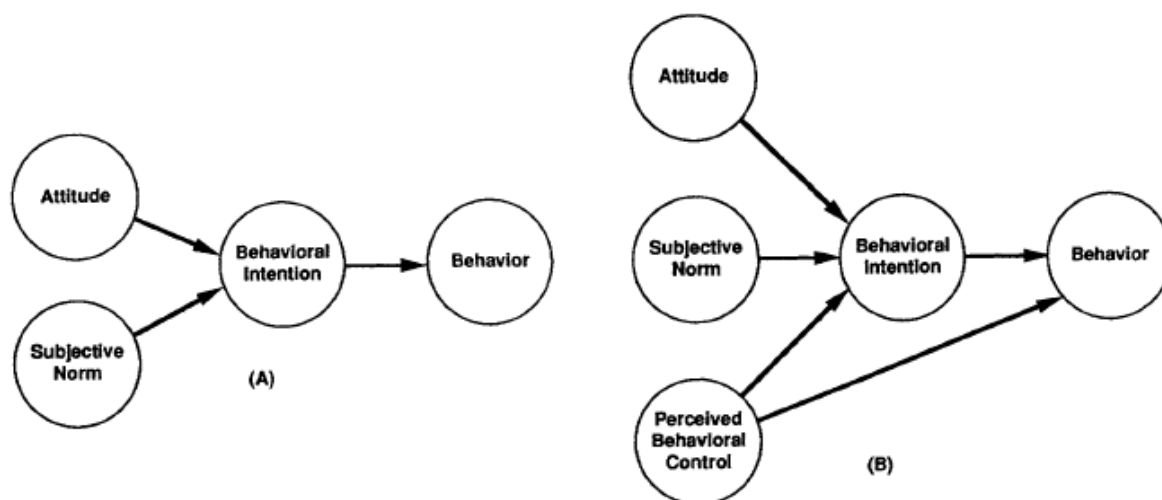 Attitude
Subjective
Norm
Behavioral
Intention
Behavior
(A)
Attitude
Subjective
Norm
Perceived
Behavioral
Control
Behavioral
Intention
Behavior
(B)